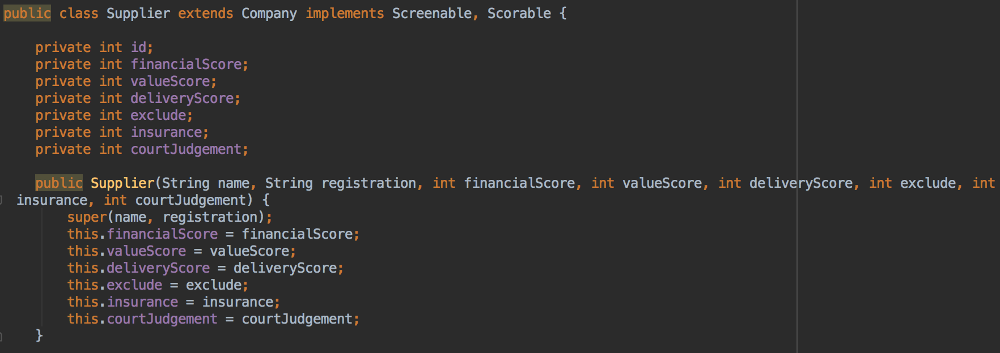 public class Supplier extends Company implements Screenable, Scorable {
private int id;
private int financialScore;
private int valueScore;
private int deliveryScore;
private int exclude;
private int insurance;
private int courtJudgement;
public Supplier(String name, String registration, int financialScore, int valueScore, int deliveryScore, int exclude, int
insurance, int courtJudgement) {
super(name, registration);
this.financialScore = financialScore;
this.valueScore = valueScore;
this.deliveryScore = deliveryScore;
this.exclude = exclude;
this.insurance = insurance;
this.courtJudgement = courtJudgement;
}